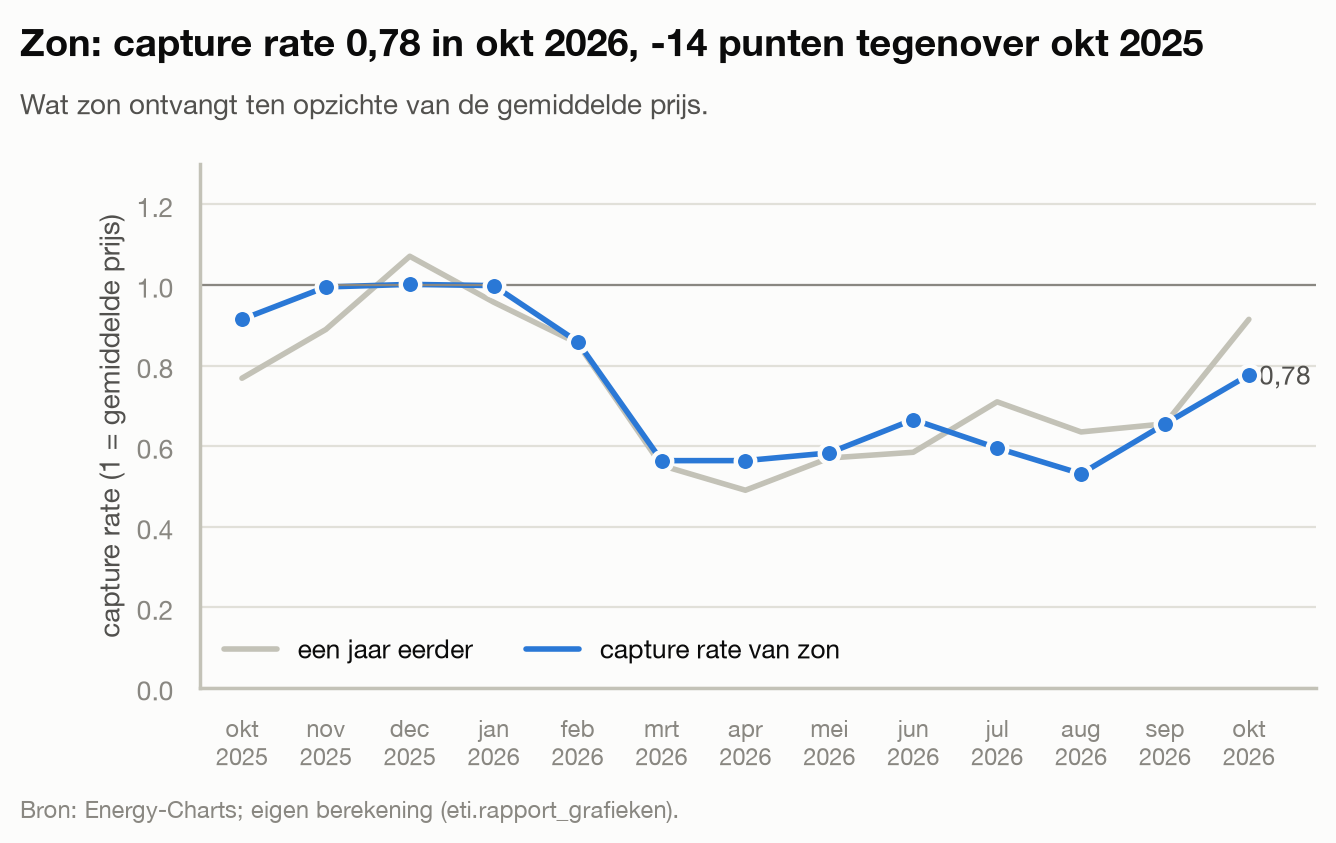 Zon: capture rate 0,78 in okt 2026, -14 punten tegenover okt 2025
Wat zon ontvangt ten opzichte van de gemiddelde prijs.
capture rate (1 = gemiddelde prijs)
1.2
1.0
0.8
0.6
0.4
0.2
0.0
0,78
een jaar eerder
capture rate van zon
okt nov dec jan feb mrt apr mei jun jul aug sep okt
2025 2025 2025 2026 2026 2026 2026 2026 2026 2026 2026 2026 2026
Bron: Energy-Charts; eigen berekening (eti.rapport_grafieken).